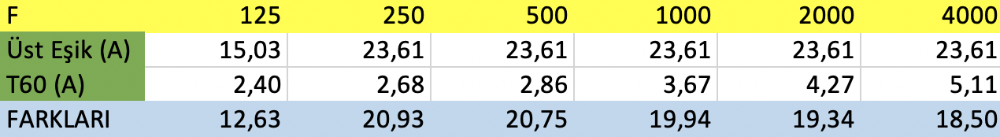 F 125 250 500 1000 2000 4000
Üst Eşik (A) 15,03 23,61 23,61 23,61 23,61 23,61
T60 (A) 2,40 2,68 2,86 3,67 4,27 5,11
FARKLARI 12,63 20,93 20,75 19,94 19,34 18,50